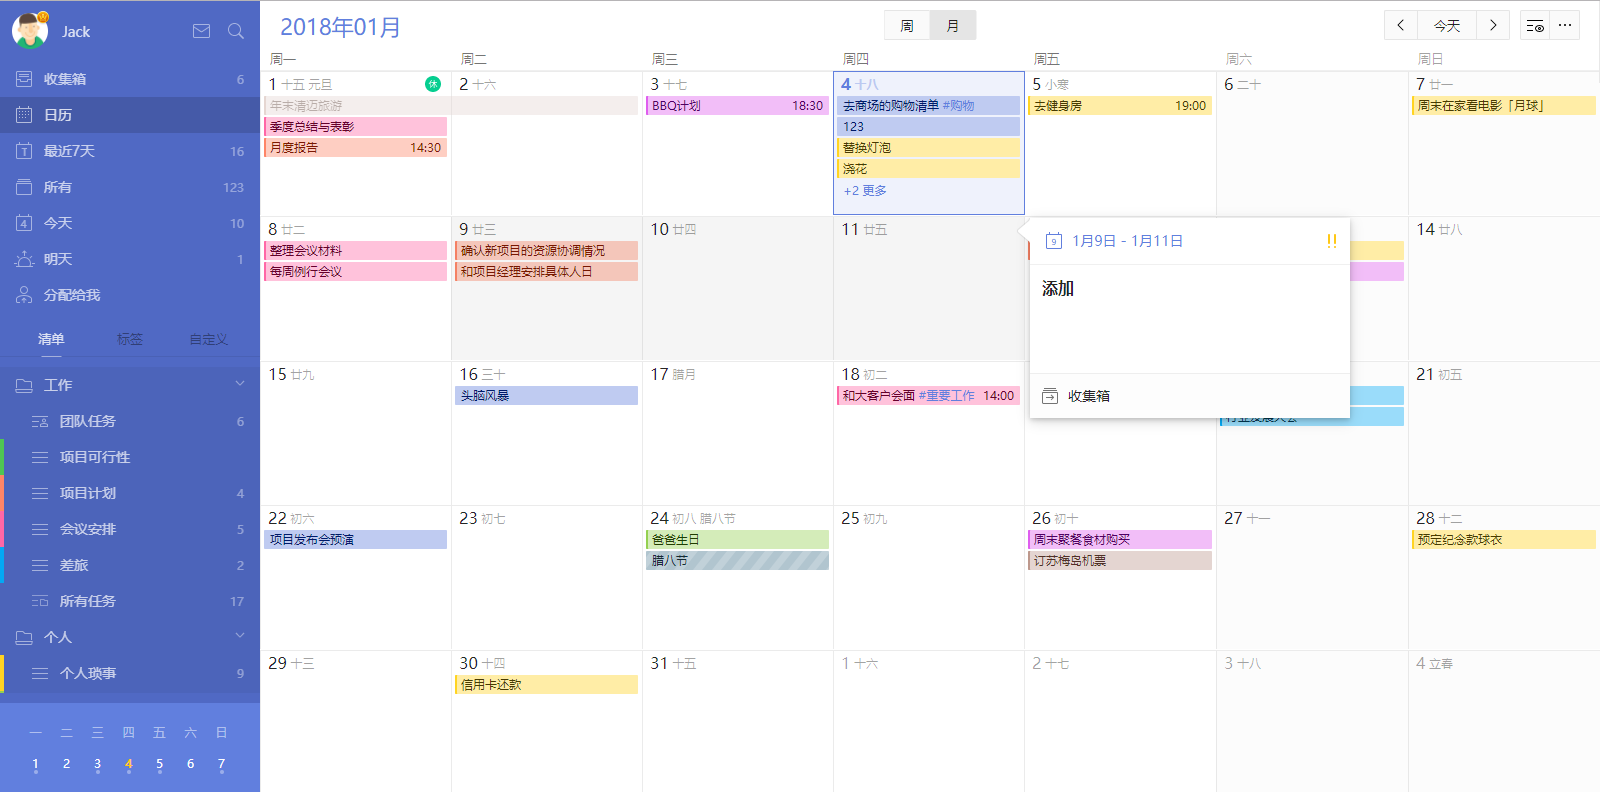 Jack
收集箱 6
日历
最近7天 16
所有 123
今天 10
明天 1
分配给我
清单 标签 自定义
工作
团队任务 6
项目可行性
项目计划 4
会议安排 5
差旅 2
所有任务 17
个人
个人琐事 9
一 二 三 四 五 六 日
1 2 3 4 5 6 7
2018年01月
周 月
今天
周一 周二 周三 周四 周五 周六 周日
1 十五 元旦 休
年末清迈旅游
季度总结与表彰
月度报告 14:30
2 十六
3 十七
BBQ计划 18:30
4 十八
去商场的购物清单 #购物
123
替换灯泡
浇花
+2 更多
5 小寒
去健身房 19:00
6 二十
7 廿一
周末在家看电影「月球」
8 廿二
整理会议材料
每周例行会议
9 廿三
确认新项目的资源协调情况
和项目经理安排具体人日
10 廿四
11 廿五
9 1月9日 - 1月11日 !!
添加
收集箱
14 廿八
15 廿九
16 三十
头脑风暴
17 腊月
18 初二
和大客户会面 #重要工作 14:00
21 初五
22 初六
项目发布会预演
23 初七
24 初八 腊八节
爸爸生日
腊八节
25 初九
26 初十
周末聚餐食材购买
订苏梅岛机票
27 十一
28 十二
预定纪念款球衣
29 十三
30 十四
信用卡还款
31 十五
1 十六
2 十七
3 十八
4 立春